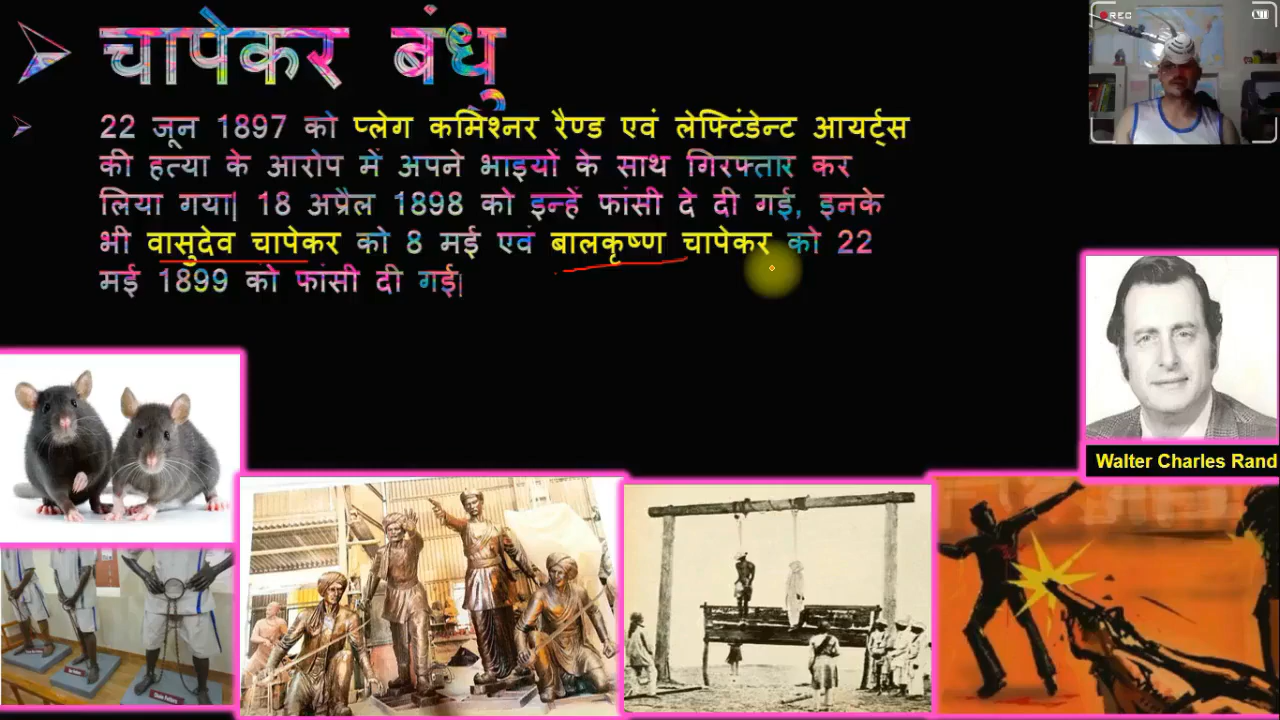 चापेकर बंधु
REC
22 जून 1897 को प्लेग कमिश्नर रैण्ड एवं लेफ्टिंडेन्ट आयर्ट्स
की हत्या के आरोप में अपने भाइयों के साथ गिरफ्तार कर
लिया गया| 18 अप्रैल 1898 को इन्हें फांसी दे दी गई, इनके
भी वासुदेव चापेकर को 8 मई एवं बालकृष्ण चापेकर को 22
मई 1899 को फांसी दी गई|
Walter Charles Rand